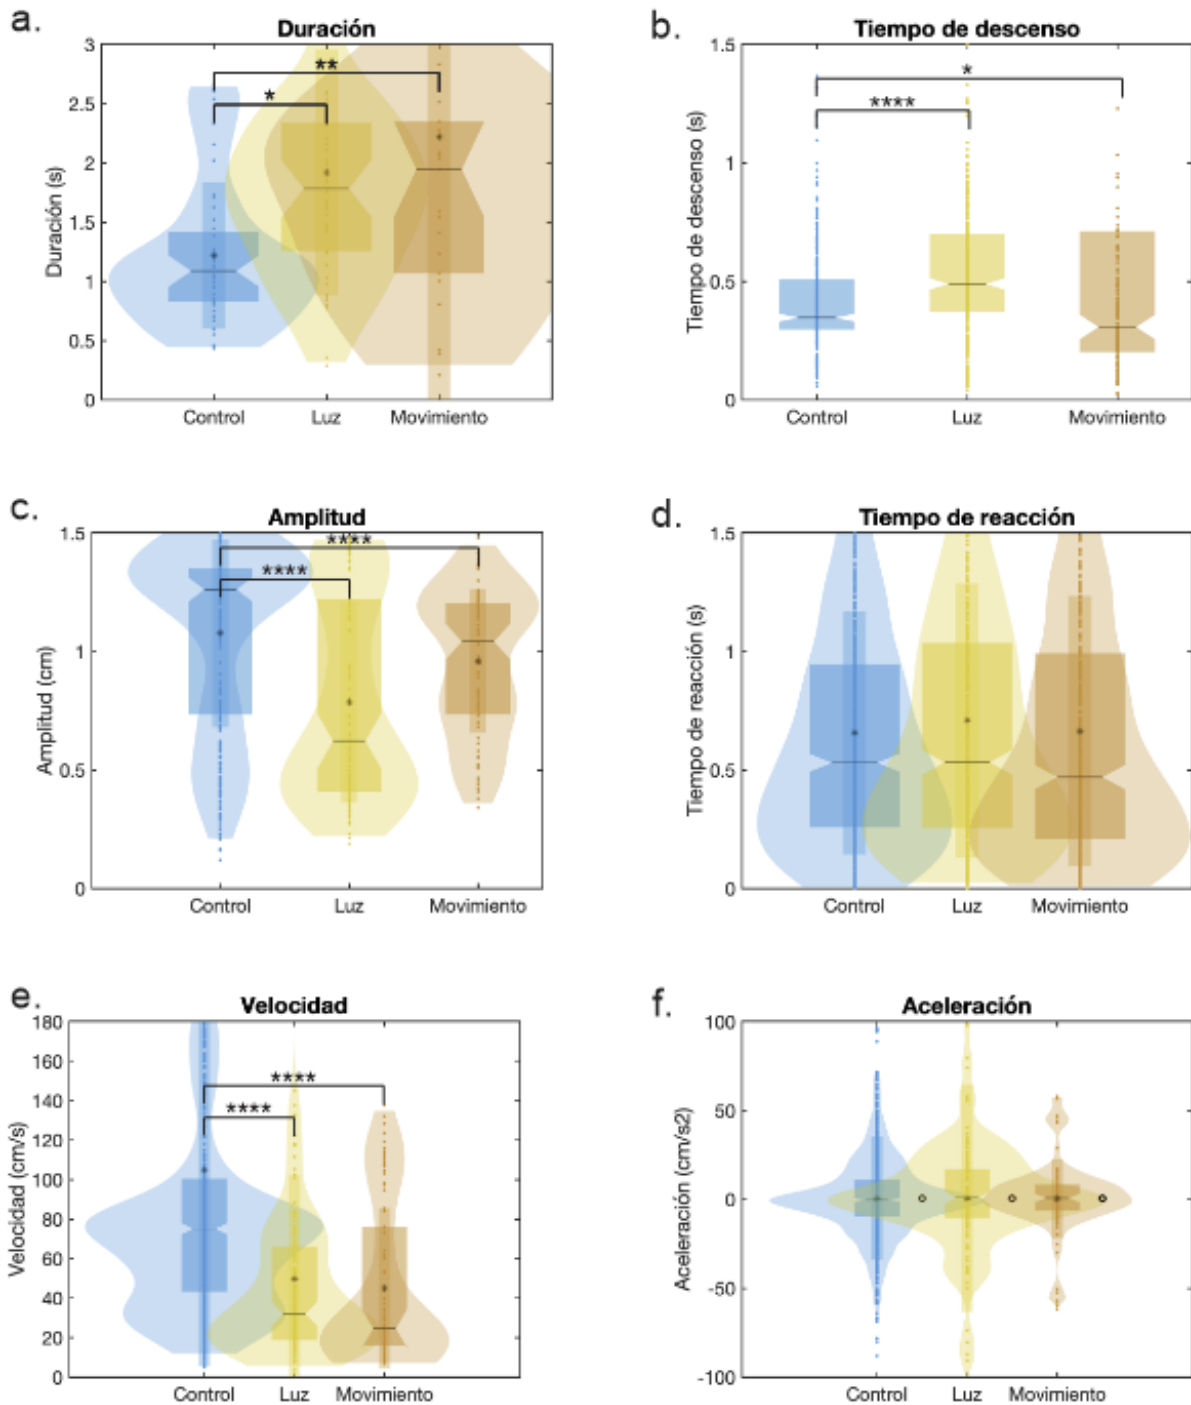 a.
Duración
Duración (s)
3
2.5
2
1.5
1
0.5
0
**
*
Control Luz Movimiento
b.
Tiempo de descenso
Tiempo de descenso (s)
1.5
1
0.5
0
*
****
Control Luz Movimiento
c.
Amplitud
Amplitud (cm)
1.5
1
0.5
0
****
****
Control Luz Movimiento
d.
Tiempo de reacción
Tiempo de reacción (s)
1.5
1
0.5
0
Control Luz Movimiento
e.
Velocidad
Velocidad (cm/s)
180
160
140
120
100
80
60
40
20
0
****
****
Control Luz Movimiento
f.
Aceleración
Aceleración (cm/s2)
100
50
0
-50
-100
Control Luz Movimiento